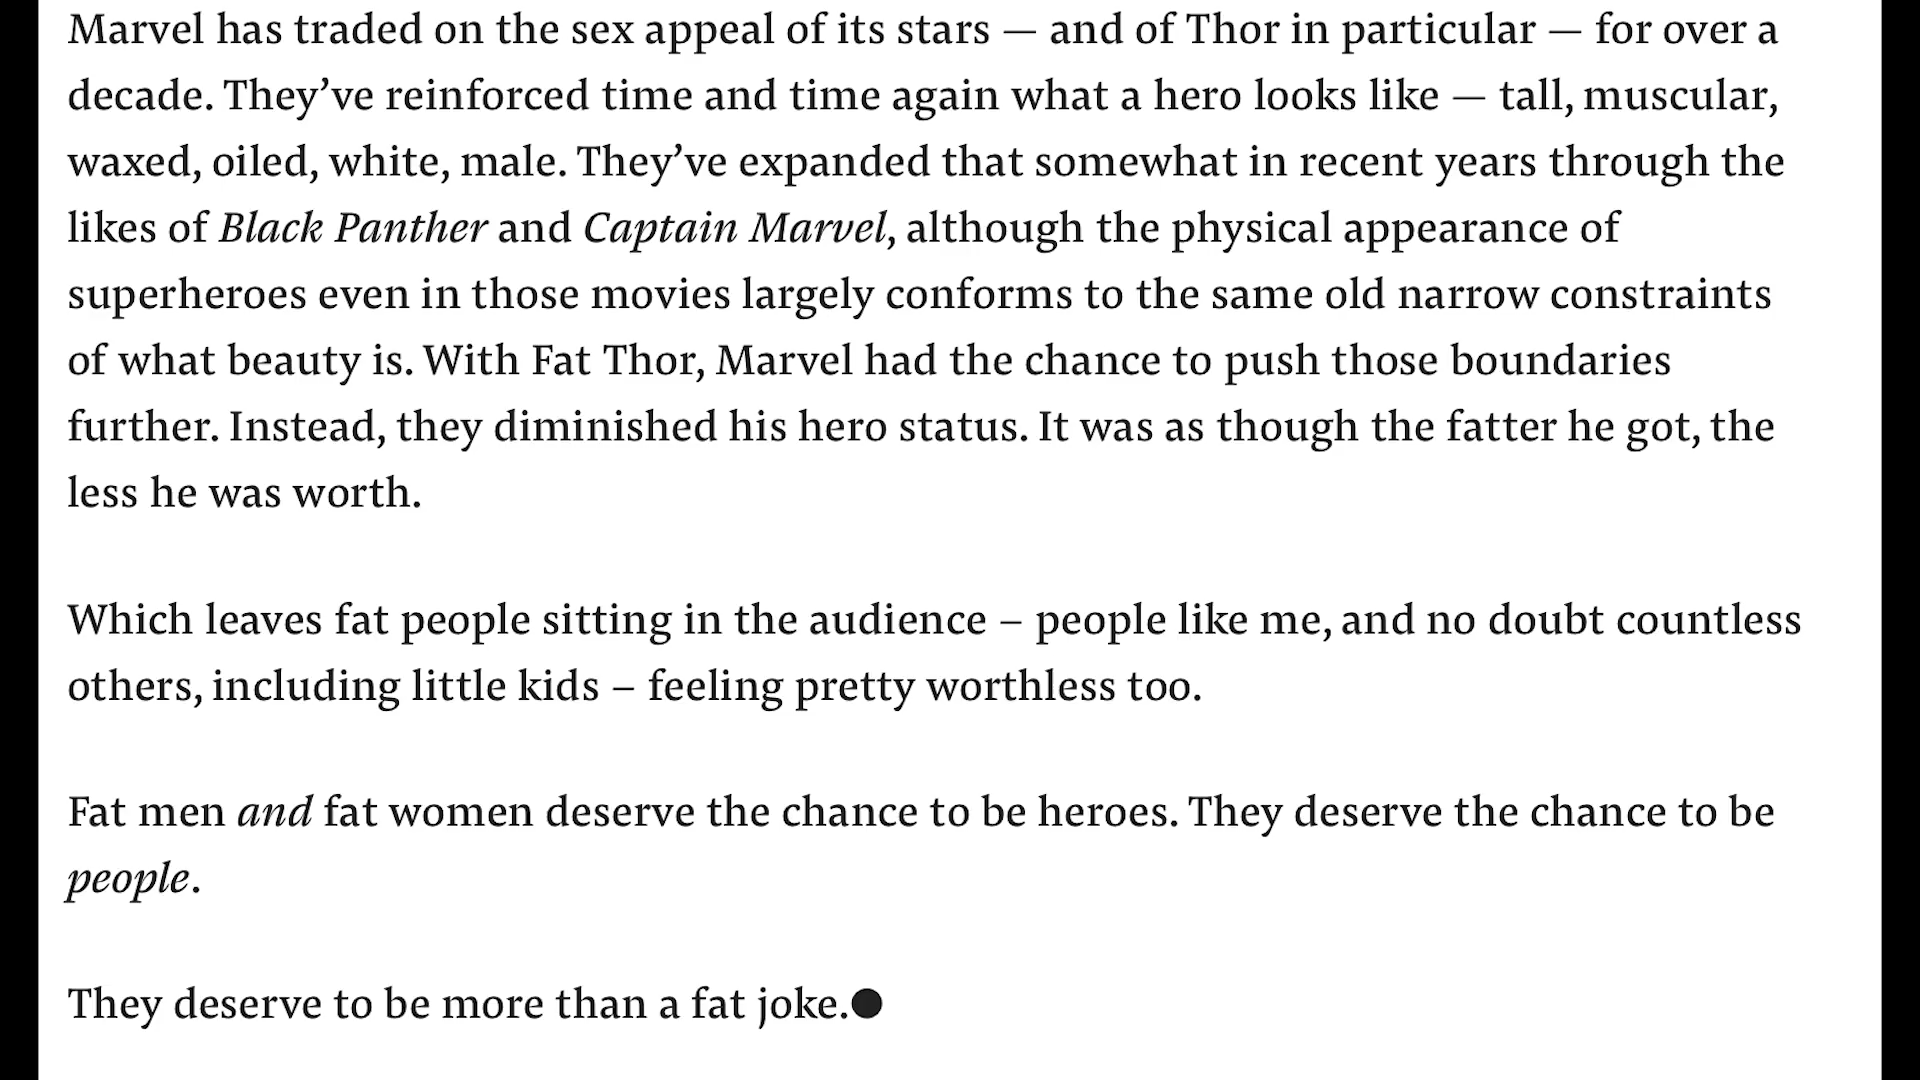 Marvel has traded on the sex appeal of its stars — and of Thor in particular — for over a
decade. They’ve reinforced time and time again what a hero looks like — tall, muscular,
waxed, oiled, white, male. They’ve expanded that somewhat in recent years through the
likes of Black Panther and Captain Marvel, although the physical appearance of
superheroes even in those movies largely conforms to the same old narrow constraints
of what beauty is. With Fat Thor, Marvel had the chance to push those boundaries
further. Instead, they diminished his hero status. It was as though the fatter he got, the
less he was worth.
Which leaves fat people sitting in the audience – people like me, and no doubt countless
others, including little kids – feeling pretty worthless too.
Fat men and fat women deserve the chance to be heroes. They deserve the chance to be
people.
They deserve to be more than a fat joke.●